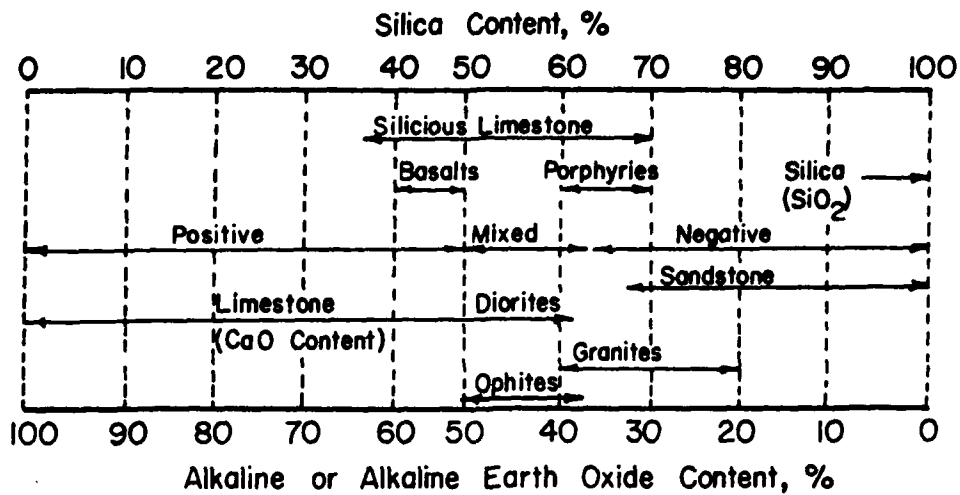 Silica Content, %
0 10 20 30 40 50 60 70 80 90 100
Silicious Limestone
Basalts Porphyries Silica
(SiO2)
Positive Mixed Negative
Sandstone
Limestone Diorites
(CaO Content)
Granites
Ophites
100 90 80 70 60 50 40 30 20 10 0
Alkaline or Alkaline Earth Oxide Content, %